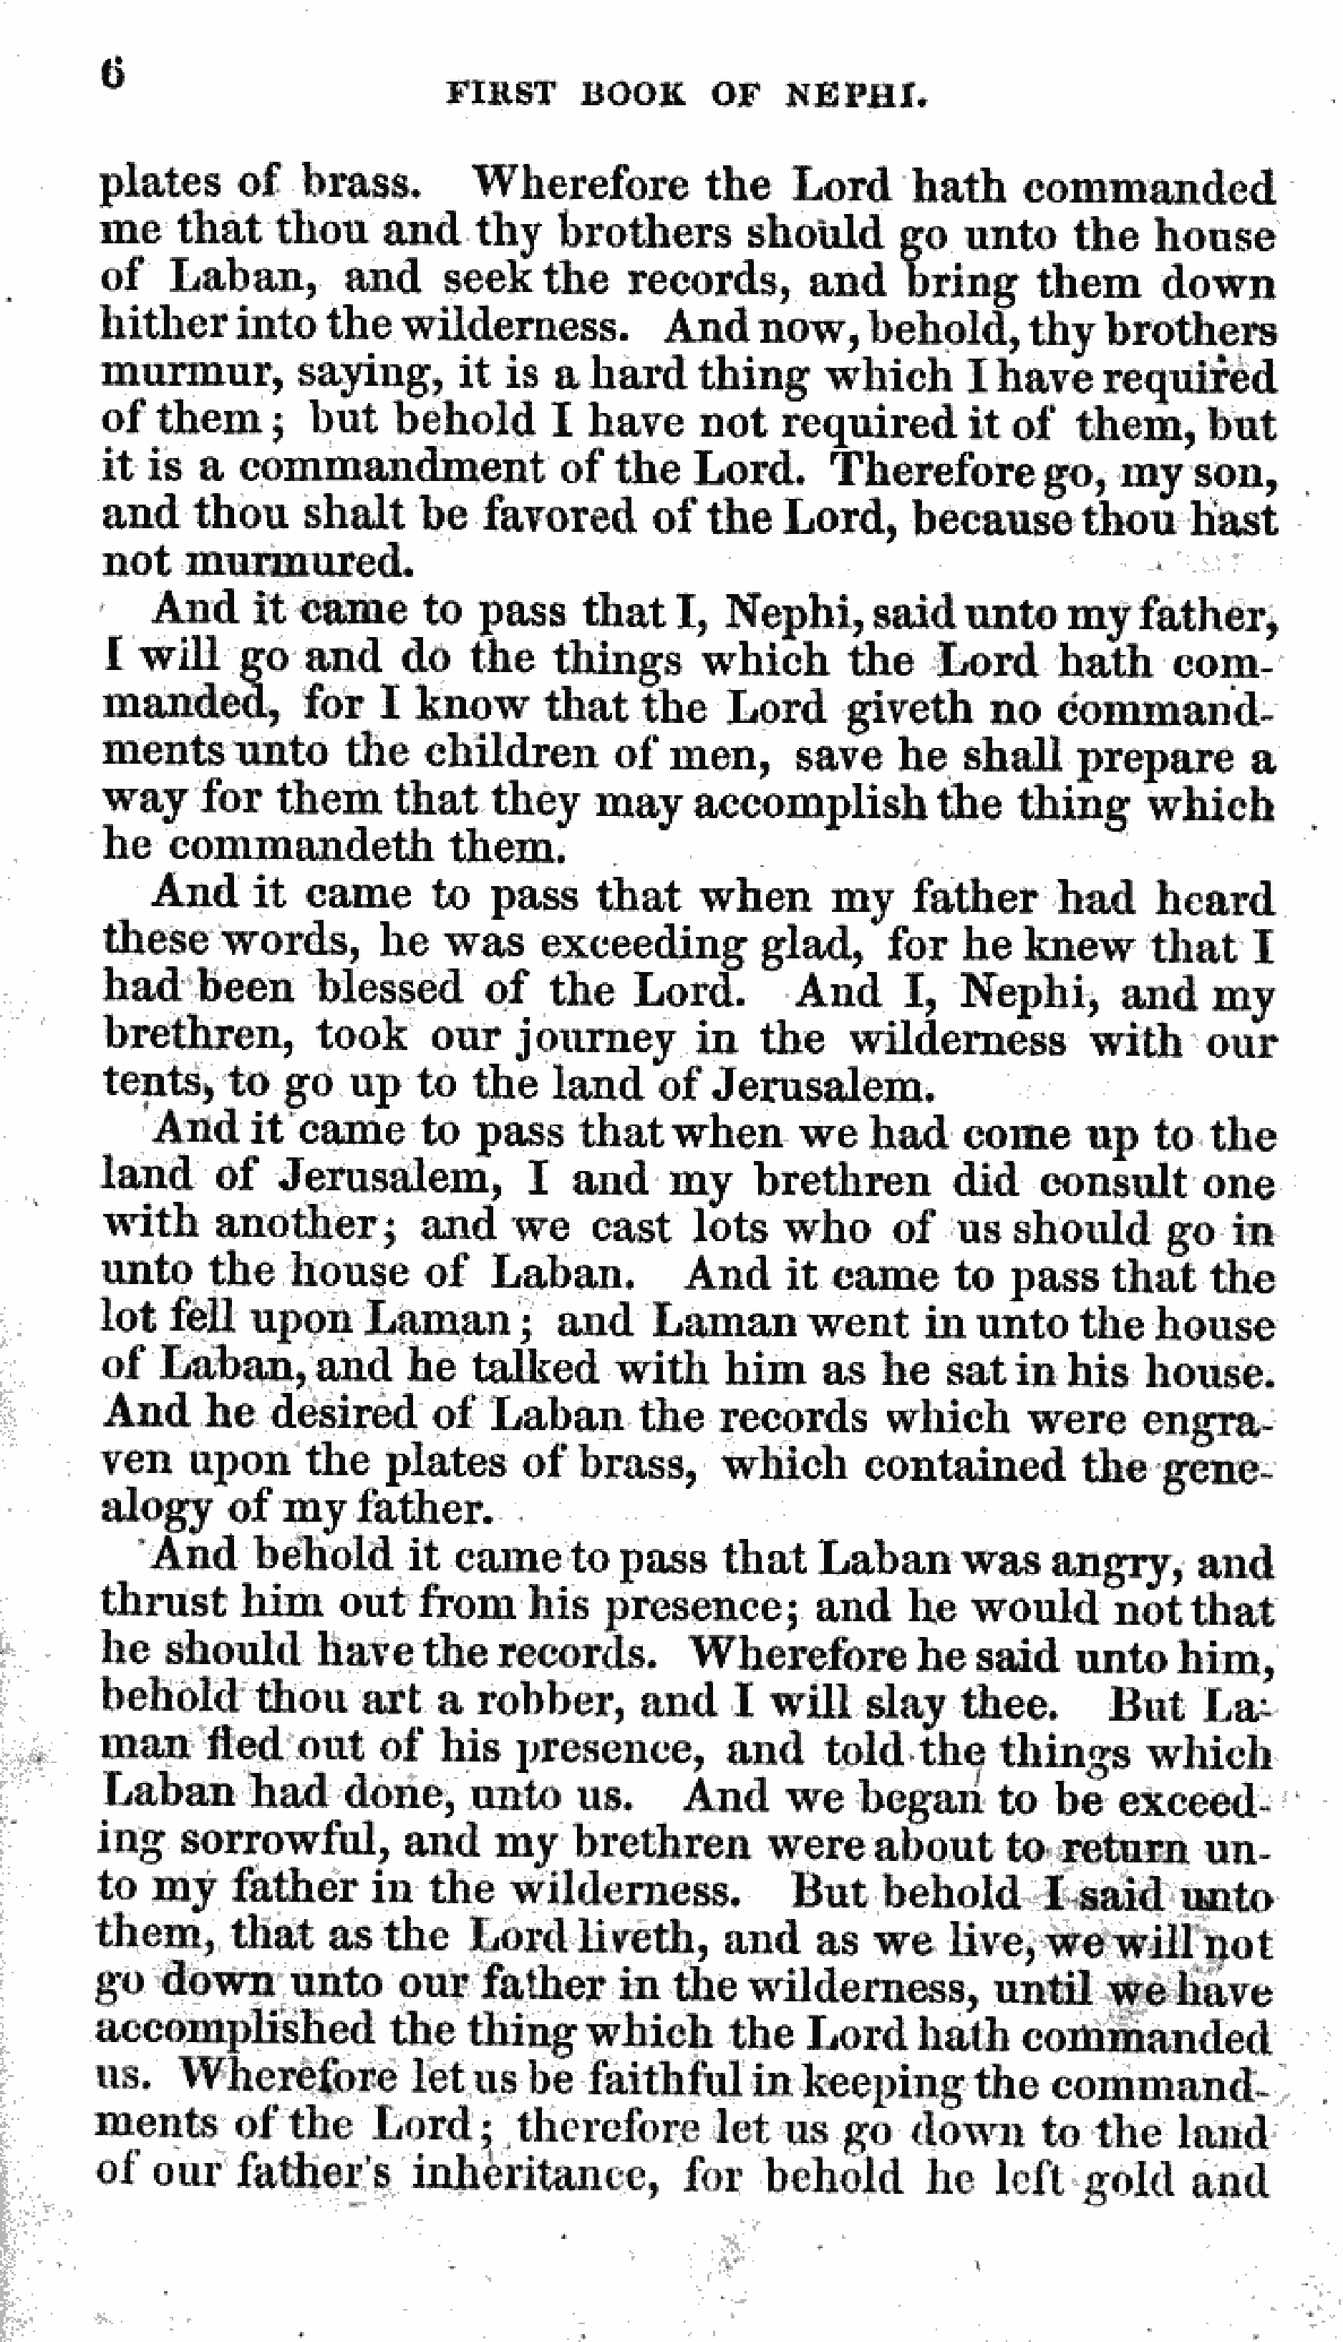 6
FIRST BOOK OF NEPHI.
plates of brass. Wherefore the Lord hath commanded
me that thou and thy brothers should go unto the house
of Laban, and seek the records, and bring them down
hither into the wilderness. And now, behold, thy brothers
murmur, saying, it is a hard thing which I have required
of them; but behold I have not required it of them, but
it is a commandment of the Lord. Therefore go, my son,
and thou shalt be favored of the Lord, because thou hast
not murmured.
And it came to pass that I, Nephi, said unto my father,
I will go and do the things which the Lord hath com-
manded, for I know that the Lord giveth no command-
ments unto the children of men, save he shall prepare a
way for them that they may accomplish the thing which
he commandeth them.
And it came to pass that when my father had heard
these words, he was exceeding glad, for he knew that I
had been blessed of the Lord. And I, Nephi, and my
brethren, took our journey in the wilderness with our
tents, to go up to the land of Jerusalem.
And it came to pass that when we had come up to the
land of Jerusalem, I and my brethren did consult one
with another; and we cast lots who of us should go in
unto the house of Laban. And it came to pass that the
lot fell upon Laman; and Laman went in unto the house
of Laban, and he talked with him as he sat in his house.
And he desired of Laban the records which were engra-
ven upon the plates of brass, which contained the gene-
alogy of my father.
And behold it came to pass that Laban was angry, and
thrust him out from his presence; and he would not that
he should have the records. Wherefore he said unto him,
behold thou art a robber, and I will slay thee. But La-
man fled out of his presence, and told the things which
Laban had done, unto us. And we began to be exceed-
ing sorrowful, and my brethren were about to return un-
to my father in the wilderness. But behold I said unto
them, that as the Lord liveth, and as we live, we will not
go down unto our father in the wilderness, until we have
accomplished the thing which the Lord hath commanded
us. Wherefore let us be faithful in keeping the command-
ments of the Lord; therefore let us go down to the land
of our father's inheritance, for behold he left gold and